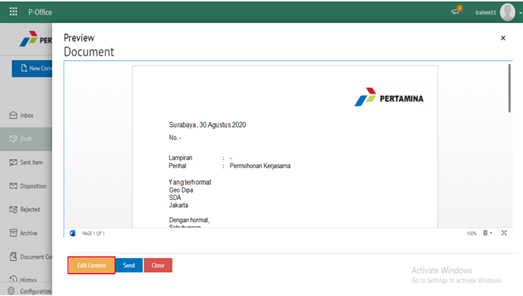 P-Office
trainee11
PER
Preview
Document
New Corr
Inbox
Draft
Sent Item
Disposition
Rejected
Archive
Document Co
History
Configuration
PERTAMINA
Surabaya, 30 Agustus 2020
No. -
Lampiran : -
Perihal : Permohonan Kerjasama
Yang terhormat
Geo Dipa
SDA
Jakarta
Dengan hormat,
Sehubungan
PAGE 1 OF 1
100%
Edit Content
Send
Close
Activate Windows
Go to Settings to activate Windows.